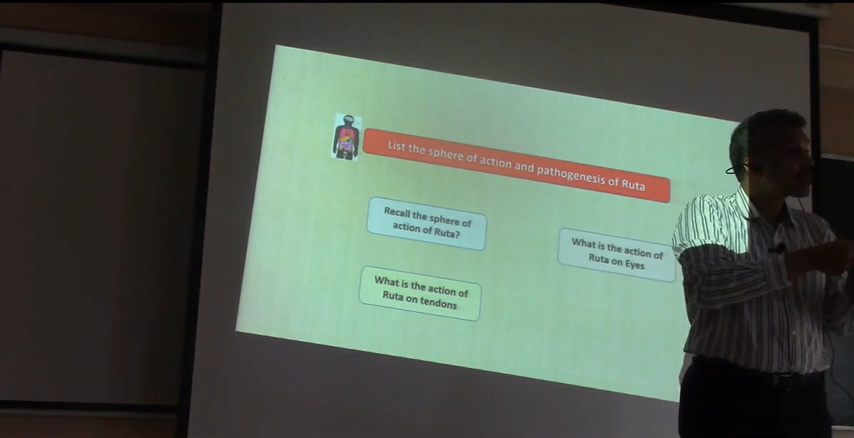 List the sphere of action and pathogenesis of Ruta
Recall the sphere of
action of Ruta?
What is the action of
Ruta on Eyes
What is the action of
Ruta on tendons